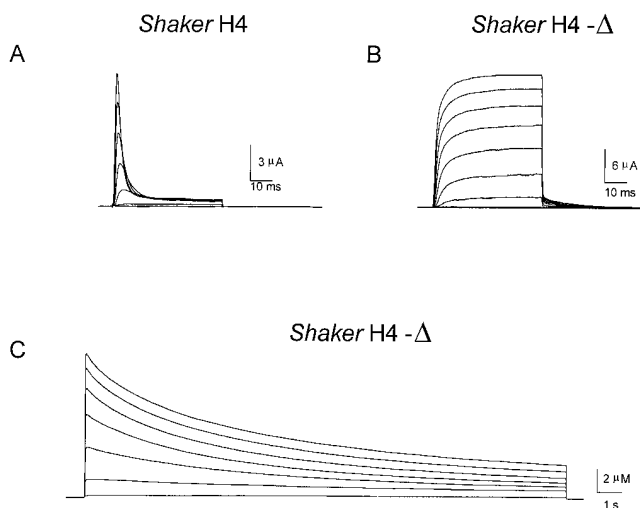 Shaker H4
Shaker H4 -Δ
A
B
3 μA
10 ms
6 μA
10 ms
Shaker H4 -Δ
C
2 μM
1 s